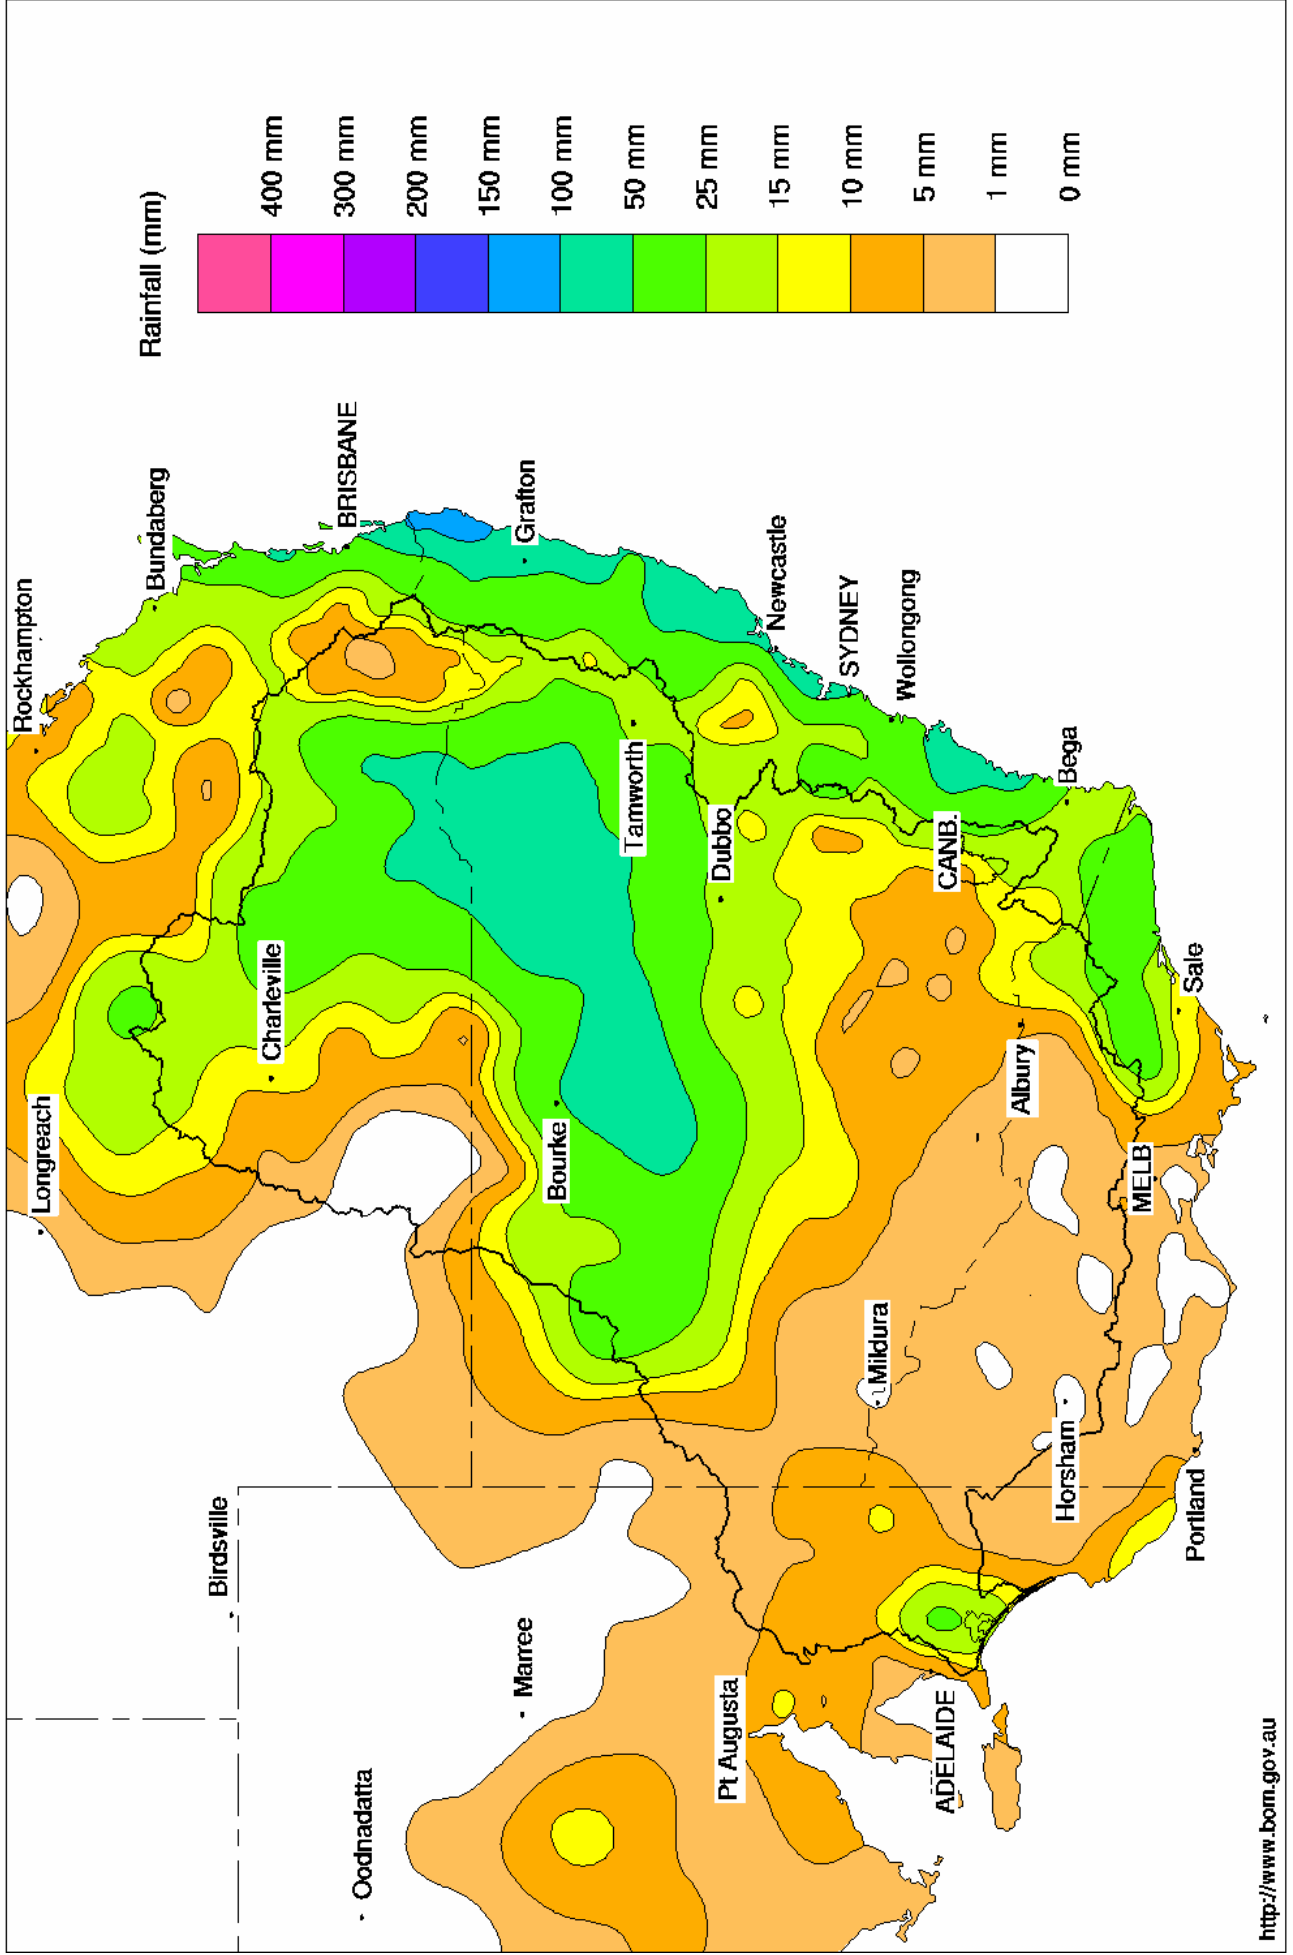 Rainfall (mm)
400 mm
300 mm
200 mm
150 mm
100 mm
50 mm
25 mm
15 mm
10 mm
5 mm
1 mm
0 mm
Rockhampton
Bundaberg
BRISBANE
Grafton
Newcastle
SYDNEY
Wollongong
Bega
Tamworth
Dubbo
CANB.
Longreach
Charleville
Bourke
Albury
Sale
MELB
Mildura
Horsham
Portland
Birdsville
Marree
Oodnadatta
Pt Augusta
ADELAIDE
http://www.bom.gov.au